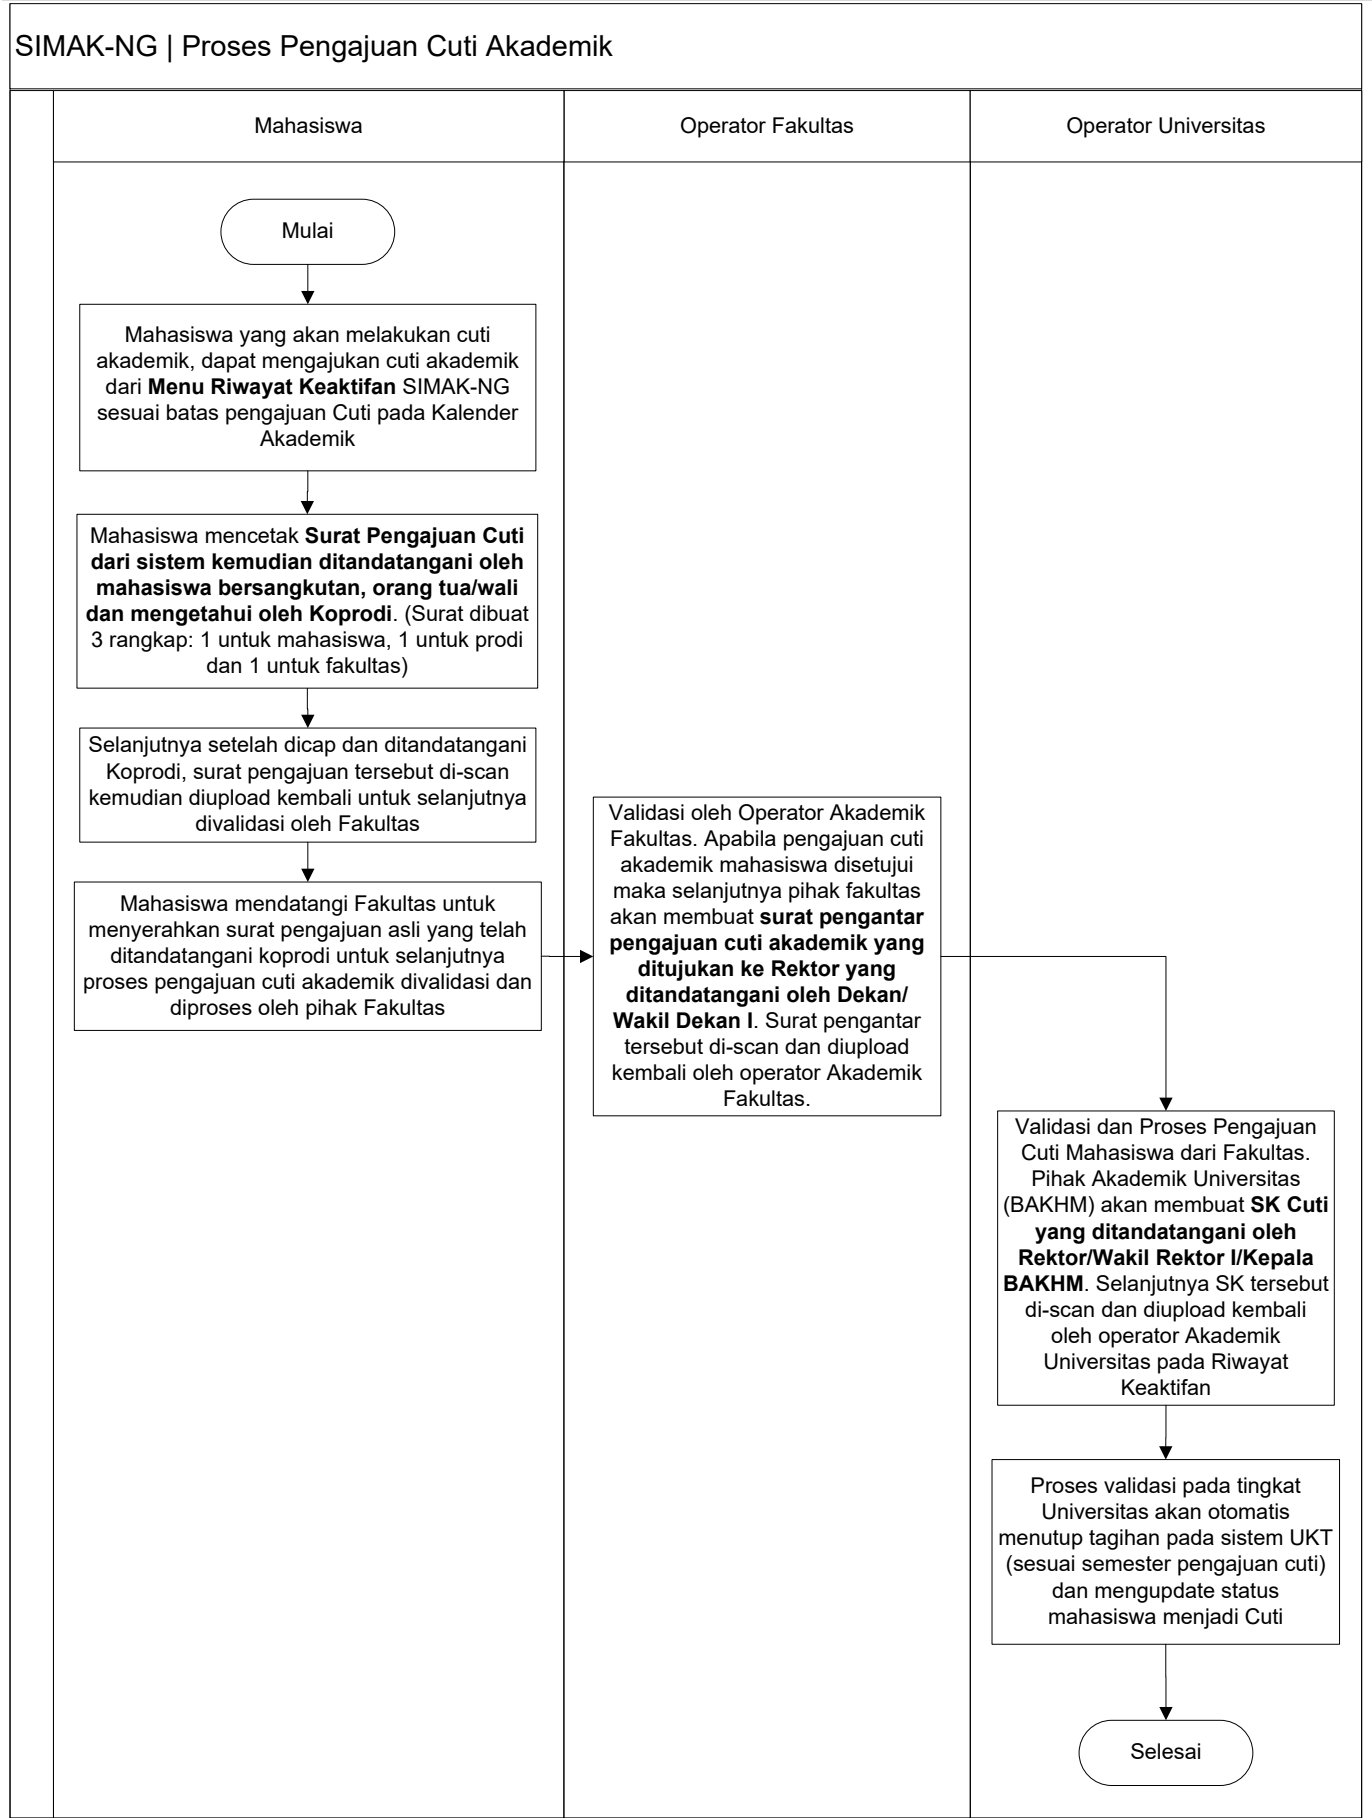 SIMAK-NG | Proses Pengajuan Cuti Akademik
Mahasiswa
Operator Fakultas
Operator Universitas
Mulai
Mahasiswa yang akan melakukan cuti
akademik, dapat mengajukan cuti akademik
dari Menu Riwayat Keaktifan SIMAK-NG
sesuai batas pengajuan Cuti pada Kalender
Akademik
Mahasiswa mencetak Surat Pengajuan Cuti
dari sistem kemudian ditandatangani oleh
mahasiswa bersangkutan, orang tua/wali
dan mengetahui oleh Koprodi. (Surat dibuat
3 rangkap: 1 untuk mahasiswa, 1 untuk prodi
dan 1 untuk fakultas)
Selanjutnya setelah dicap dan ditandatangani
Koprodi, surat pengajuan tersebut di-scan
kemudian diupload kembali untuk selanjutnya
divalidasi oleh Fakultas
Mahasiswa mendatangi Fakultas untuk
menyerahkan surat pengajuan asli yang telah
ditandatangani koprodi untuk selanjutnya
proses pengajuan cuti akademik divalidasi dan
diproses oleh pihak Fakultas
Validasi oleh Operator Akademik
Fakultas. Apabila pengajuan cuti
akademik mahasiswa disetujui
maka selanjutnya pihak fakultas
akan membuat surat pengantar
pengajuan cuti akademik yang
ditujukan ke Rektor yang
ditandatangani oleh Dekan/
Wakil Dekan I. Surat pengantar
tersebut di-scan dan diupload
kembali oleh operator Akademik
Fakultas.
Validasi dan Proses Pengajuan
Cuti Mahasiswa dari Fakultas.
Pihak Akademik Universitas
(BAKHM) akan membuat SK Cuti
yang ditandatangani oleh
Rektor/Wakil Rektor I/Kepala
BAKHM. Selanjutnya SK tersebut
di-scan dan diupload kembali
oleh operator Akademik
Universitas pada Riwayat
Keaktifan
Proses validasi pada tingkat
Universitas akan otomatis
menutup tagihan pada sistem UKT
(sesuai semester pengajuan cuti)
dan mengupdate status
mahasiswa menjadi Cuti
Selesai